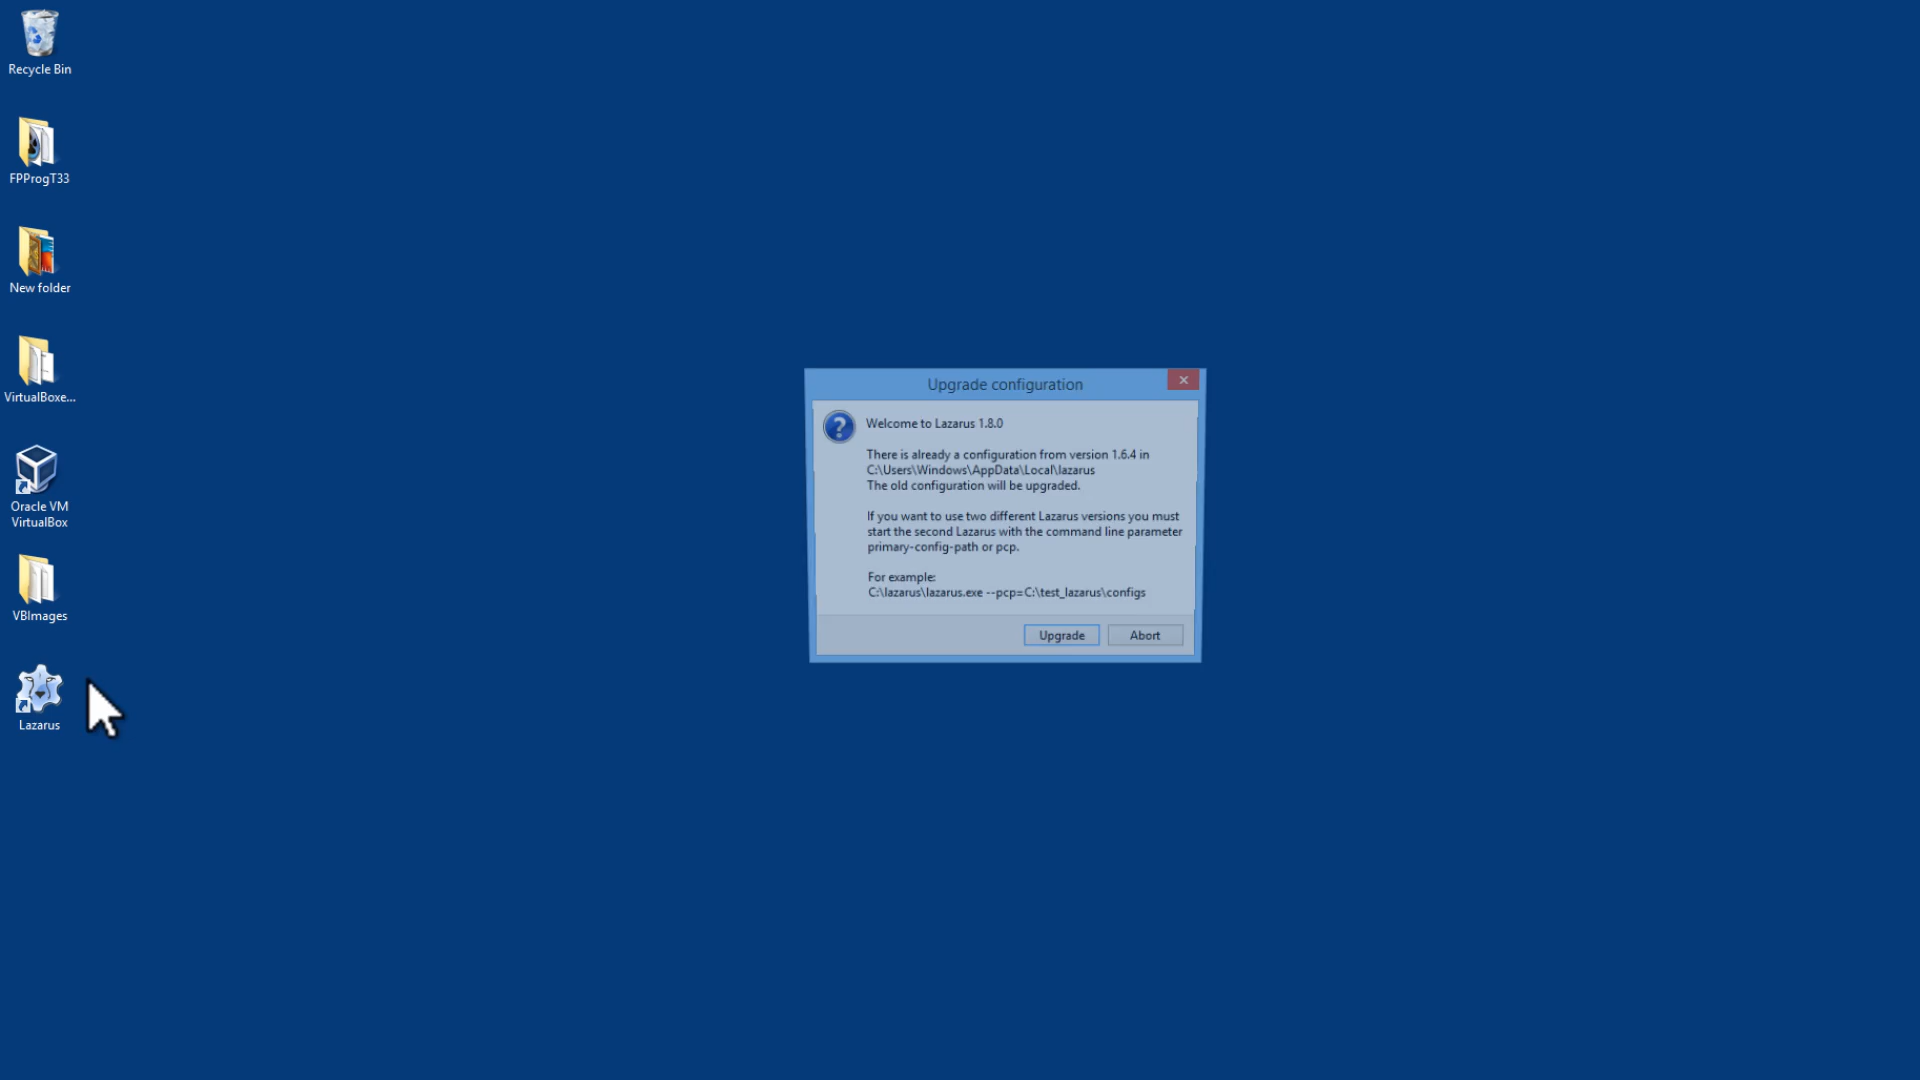 Recycle Bin
FPProgT33
New folder
VirtualBoxe...
Oracle VM
VirtualBox
VBImages
Lazarus
Upgrade configuration
Welcome to Lazarus 1.8.0
There is already a configuration from version 1.6.4 in
C:\Users\Windows\AppData\Local\lazarus
The old configuration will be upgraded.
If you want to use two different Lazarus versions you must
start the second Lazarus with the command line parameter
primary-config-path or pcp.
For example:
C:\lazarus\lazarus.exe --pcp=C:\test_lazarus\configs
Upgrade
Abort